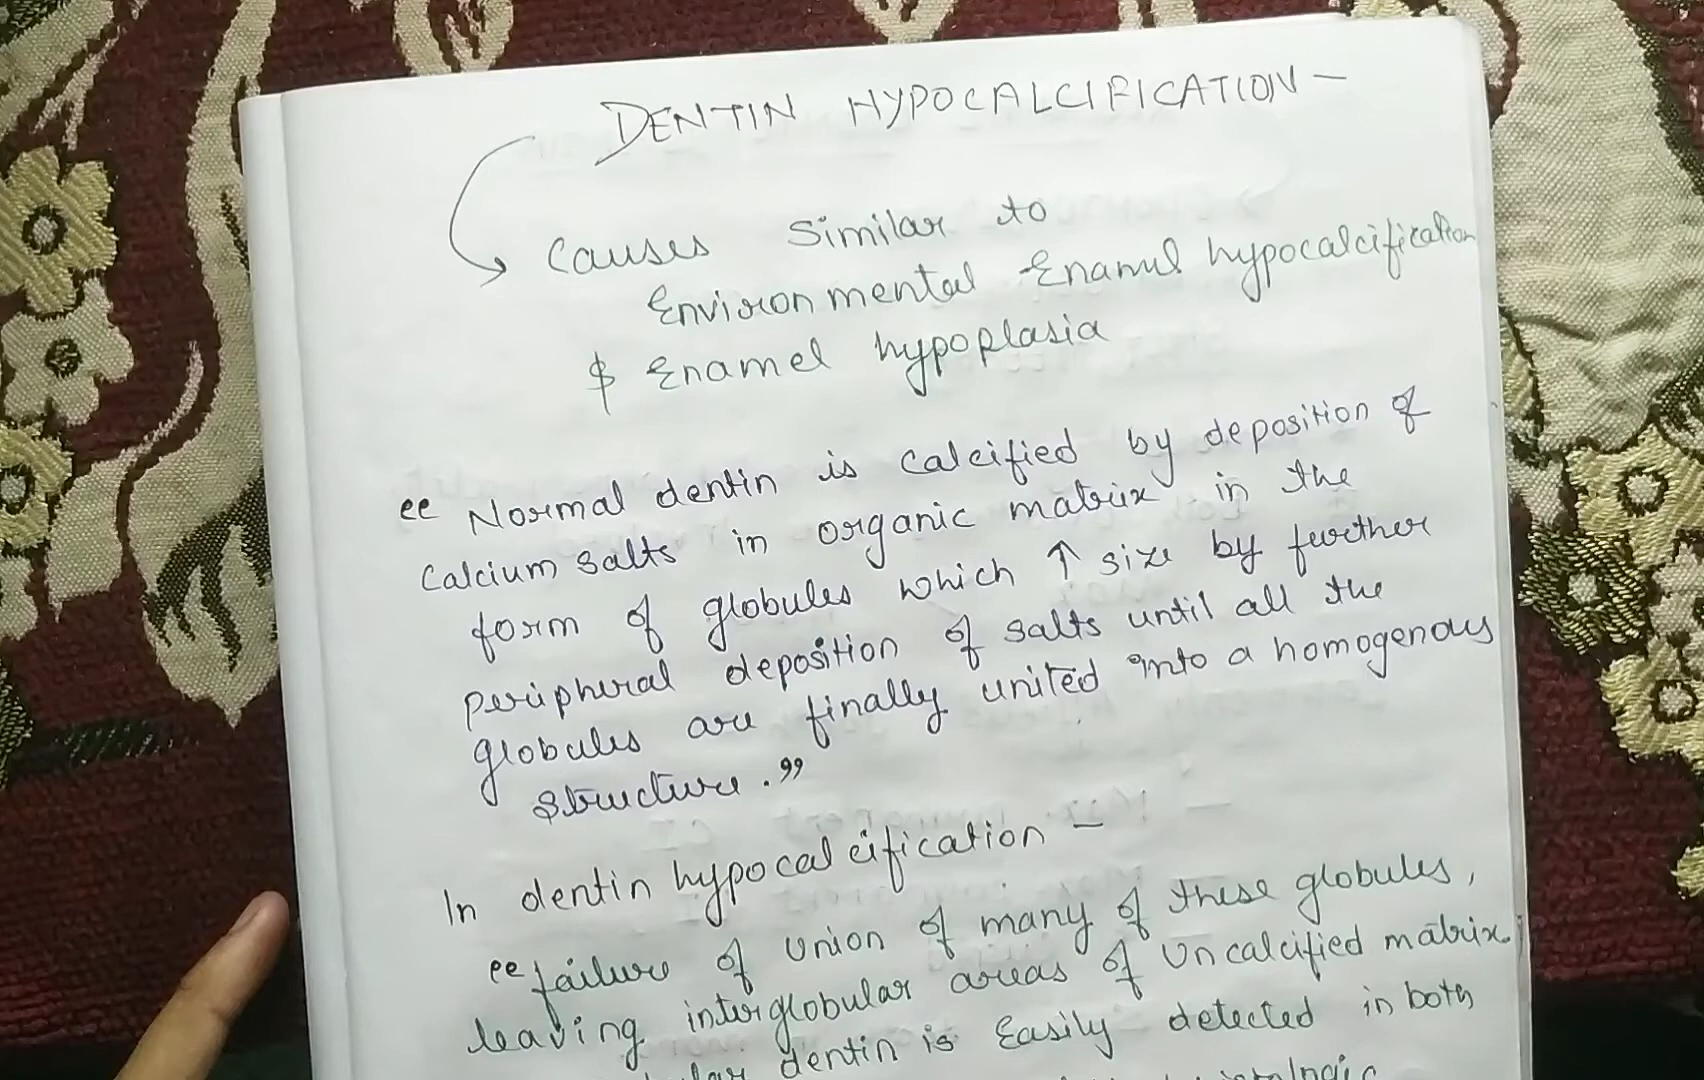 DENTIN HYPOCALCIFICATION -
Causes Similar to
Environmental Enamel hypocalcification
& Enamel hypoplasia
“ Normal dentin is calcified by deposition of
Calcium salts in organic matrix in the
form of globules which ↑ size by further
peripheral deposition of salts until all the
globules are finally united into a homogenous
structure.”
In dentin hypocalcification -
“ failure of union of many of these globules,
leaving interglobular areas of Uncalcified matrix.
dentin is Easily detected in both